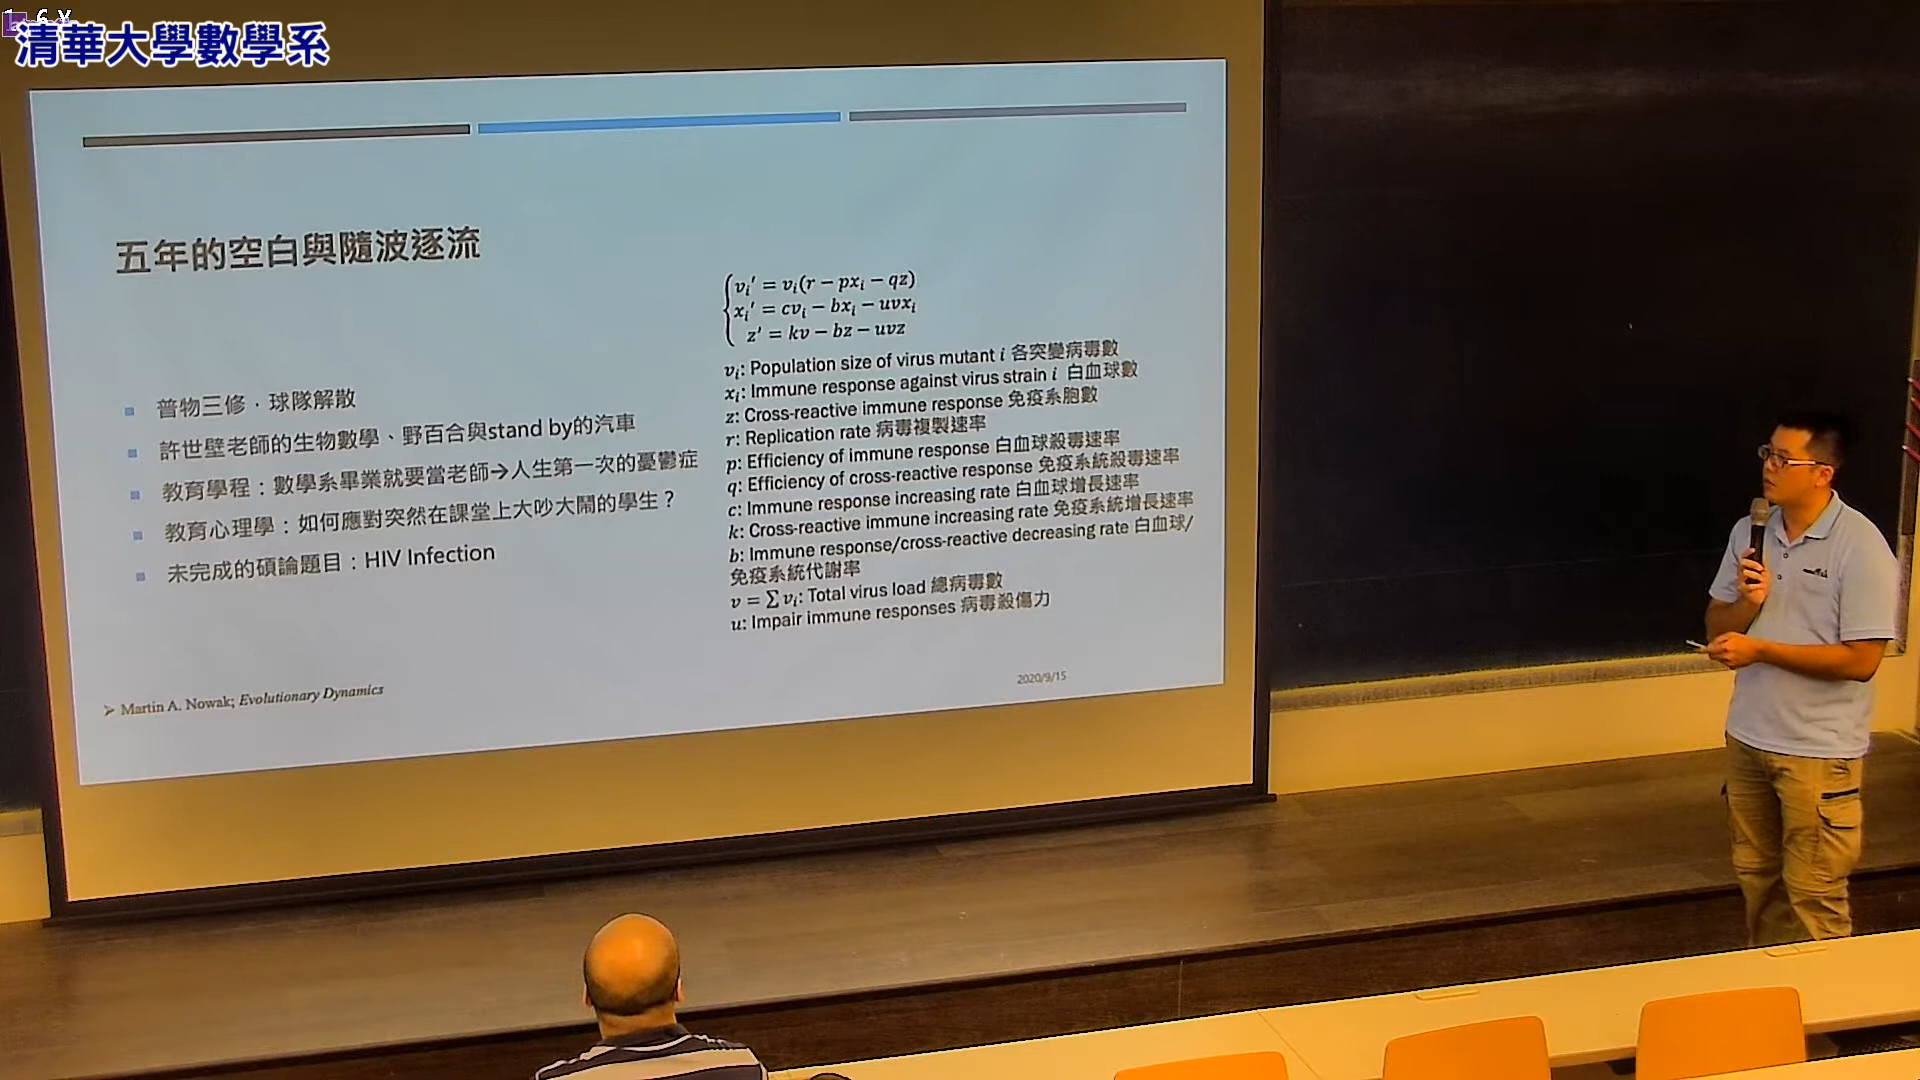 清華大學數學系
五年的空白與隨波逐流
普物三修,球隊解散
許世壁老師的生物數學、野百合與stand by的汽車
教育學程:數學系畢業就要當老師→人生第一次的憂鬱症
教育心理學:如何應對突然在課堂上大吵大鬧的學生?
未完成的碩論題目:HIV Infection
vᵢ′ = vᵢ(r − pxᵢ − qz)
xᵢ′ = cvᵢ − bxᵢ − uvxᵢ
z′ = kv − bz − uvz
vᵢ: Population size of virus mutant i 各突變病毒數
xᵢ: Immune response against virus strain i 白血球數
z: Cross-reactive immune response 免疫系胞數
r: Replication rate 病毒複製速率
p: Efficiency of immune response 白血球殺毒速率
q: Efficiency of cross-reactive response 免疫系統殺毒速率
c: Immune response increasing rate 白血球增長速率
k: Cross-reactive immune increasing rate 免疫系統增長速率
b: Immune response/cross-reactive decreasing rate 白血球/
免疫系統代謝率
v = ∑ vᵢ: Total virus load 總病毒數
u: Impair immune responses 病毒殺傷力
➢ Martin A. Nowak; Evolutionary Dynamics
2020/9/15